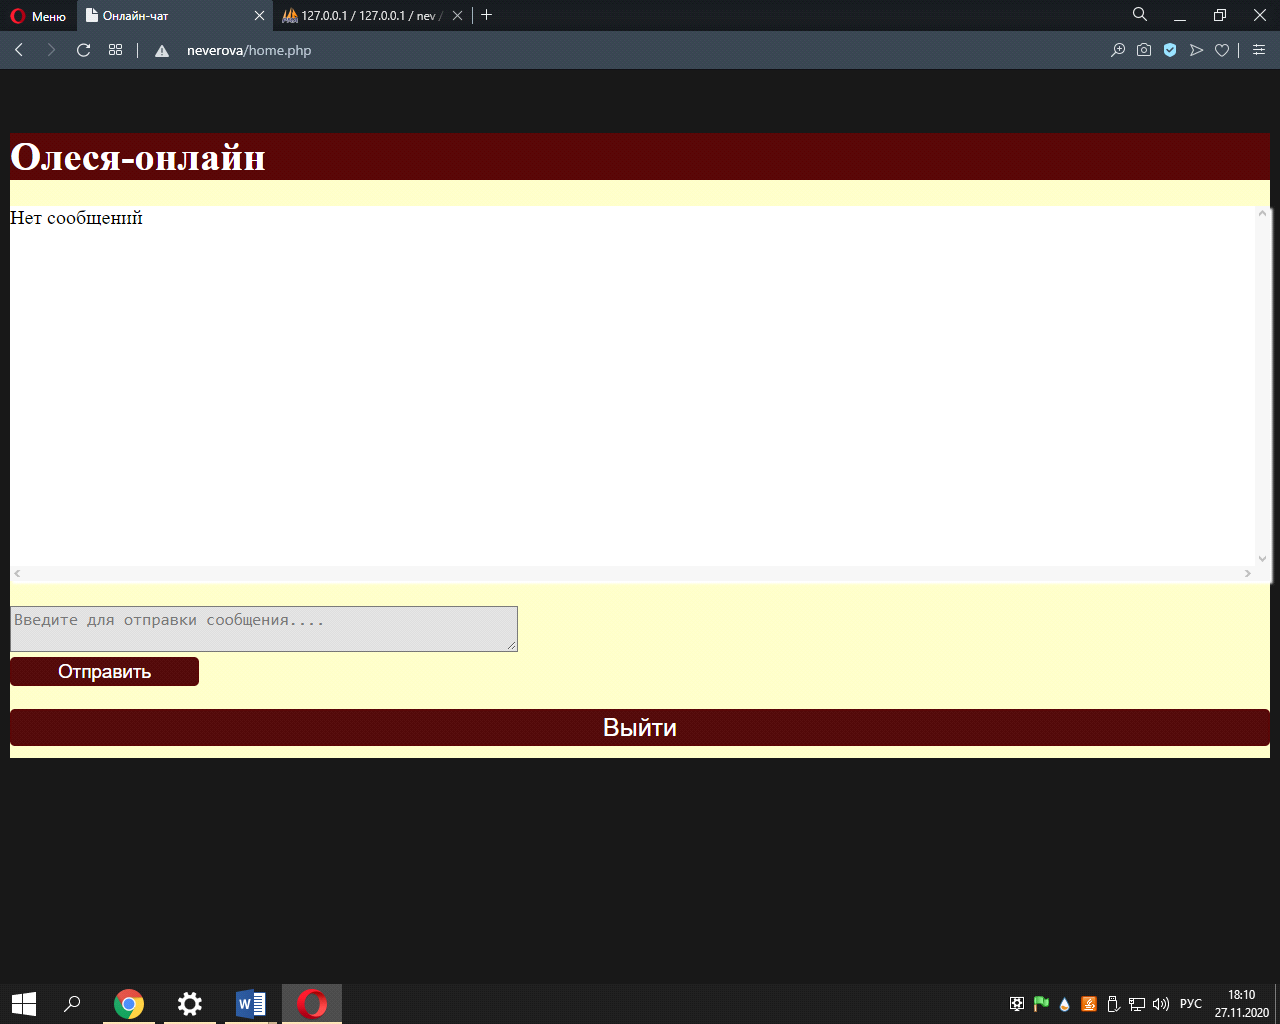 Меню
Онлайн-чат
127.0.0.1 / 127.0.0.1 / nev
neverova/home.php
Олеся-онлайн
Нет сообщений
Введите для отправки сообщения....
Отправить
Выйти
РУС
18:10
27.11.2020